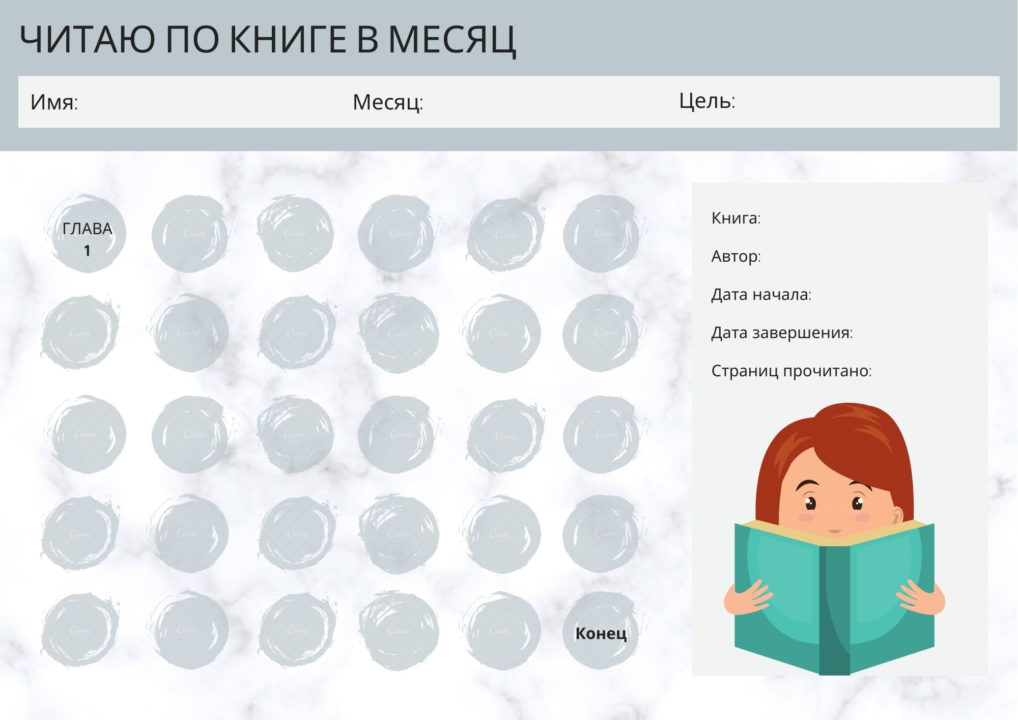 ЧИТАЮ ПО КНИГЕ В МЕСЯЦ
Имя: Месяц: Цель:
ГЛАВА
1
Книга:
Автор:
Дата начала:
Дата завершения:
Страниц прочитано:
Конец